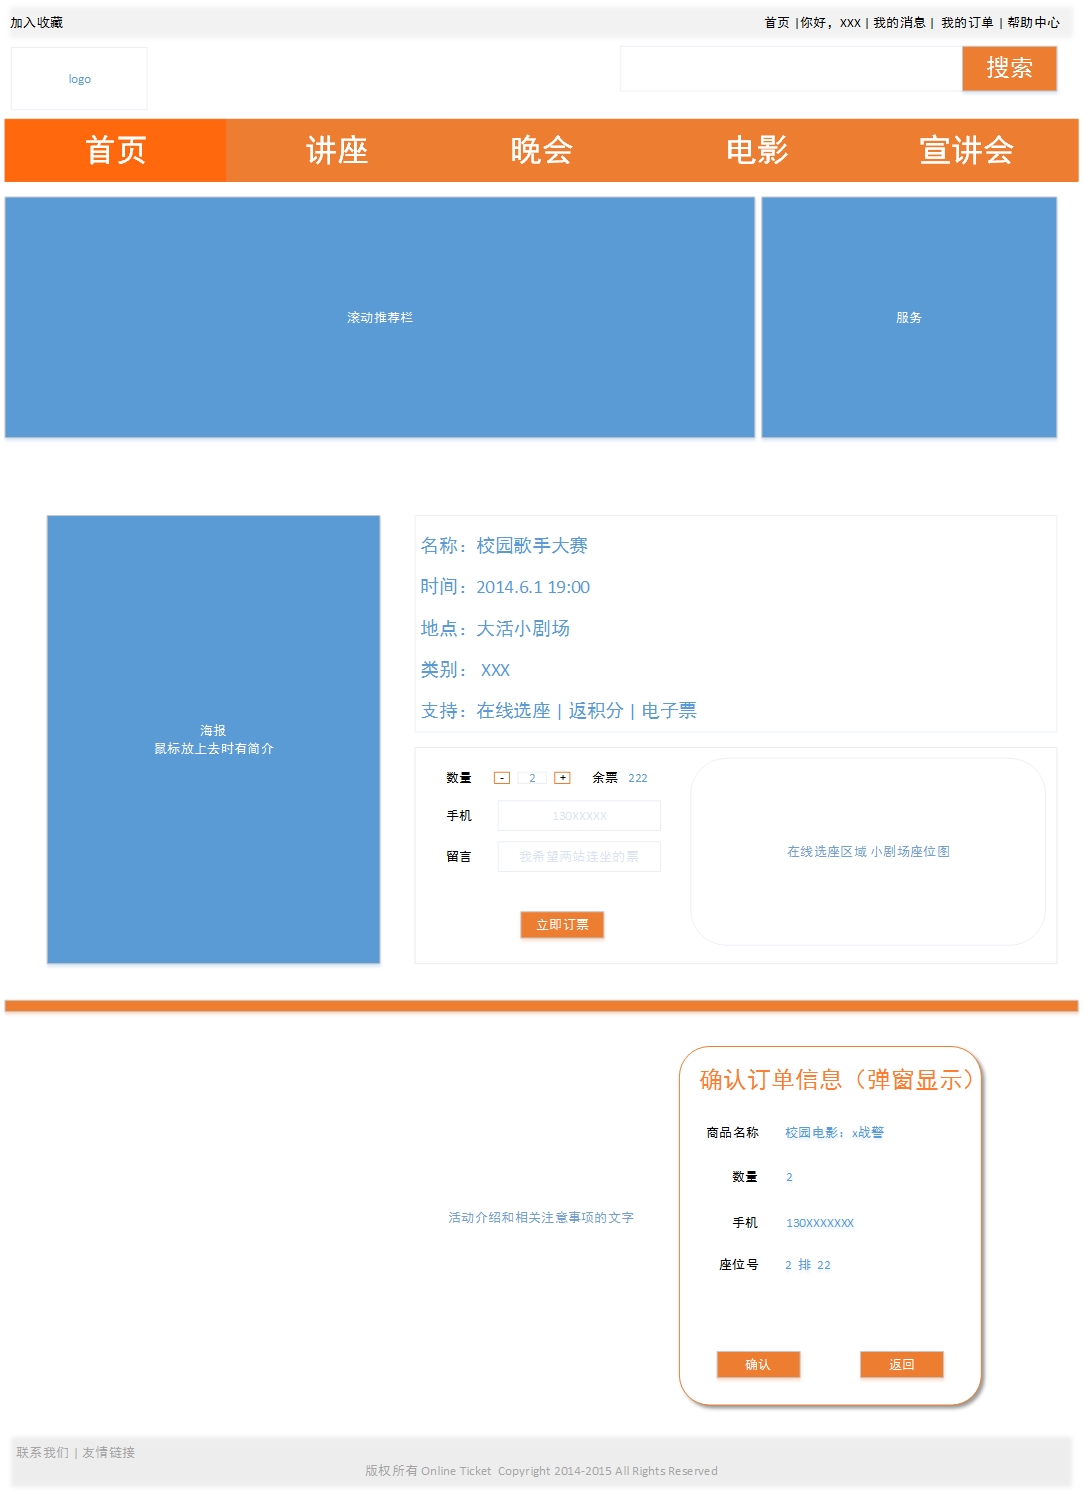 加入收藏
首页 |你好，XXX | 我的消息 | 我的订单 | 帮助中心
logo
搜索
首页 讲座 晚会 电影 宣讲会
滚动推荐栏
服务
海报
鼠标放上去时有简介
名称：校园歌手大赛
时间：2014.6.1 19:00
地点：大活小剧场
类别： XXX
支持：在线选座 | 返积分 | 电子票
数量 - 2 + 余票 222
手机 130XXXXX
留言 我希望两站连坐的票
立即订票
在线选座区域 小剧场座位图
活动介绍和相关注意事项的文字
确认订单信息（弹窗显示）
商品名称 校园电影：x战警
数量 2
手机 130XXXXXXX
座位号 2 排 22
确认 返回
联系我们 | 友情链接
版权所有 Online Ticket Copyright 2014-2015 All Rights Reserved